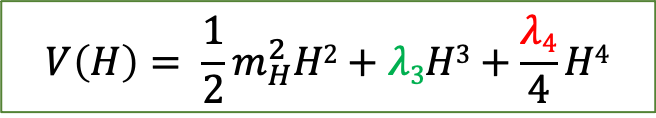 V(H) = 1/2 m_H^2 H^2 + λ_3 H^3 + λ_4/4 H^4